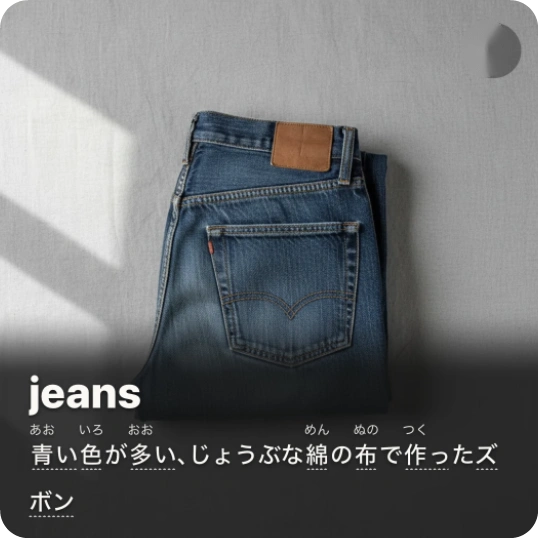 jeans
青い色が多い、じょうぶな綿の布で作ったズ
ボン
あお いろ おお めん ぬの つく